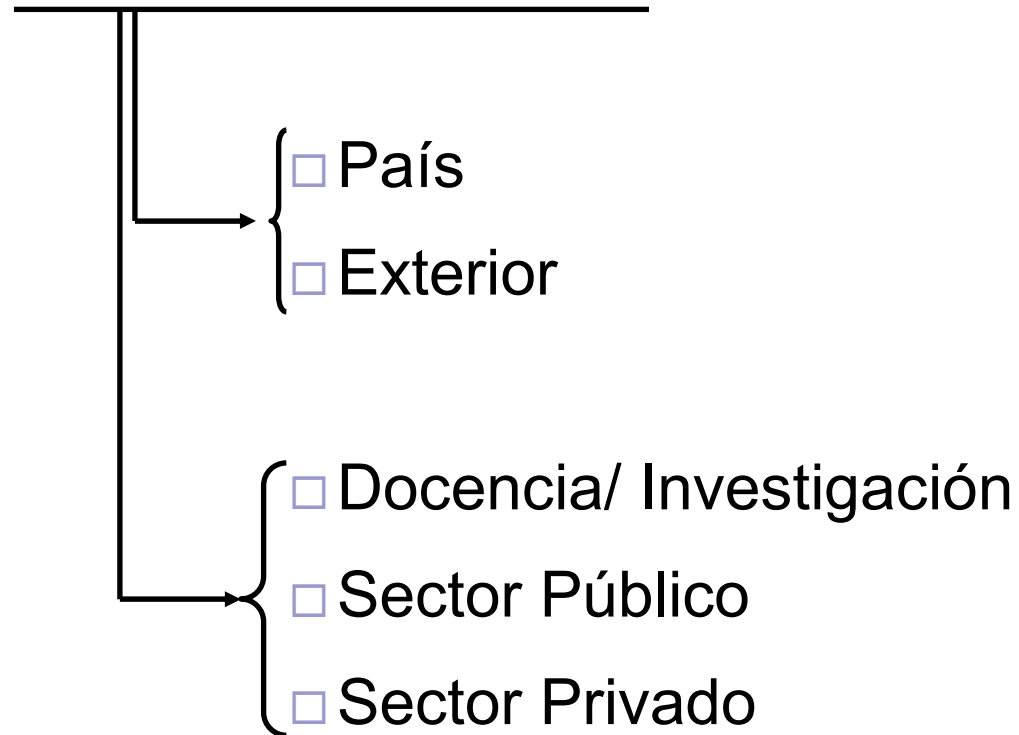 País
Exterior
Docencia/ Investigación
Sector Público
Sector Privado